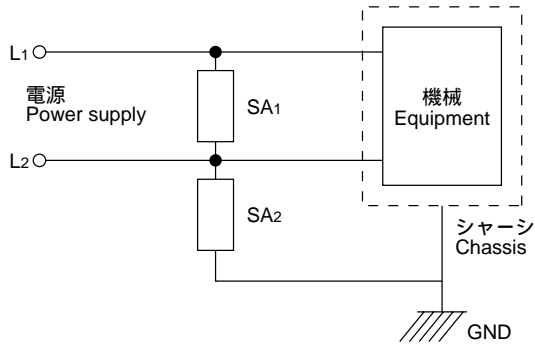 L1
電源
Power supply
L2
SA1
SA2
機械
Equipment
シャーシ
Chassis
GND